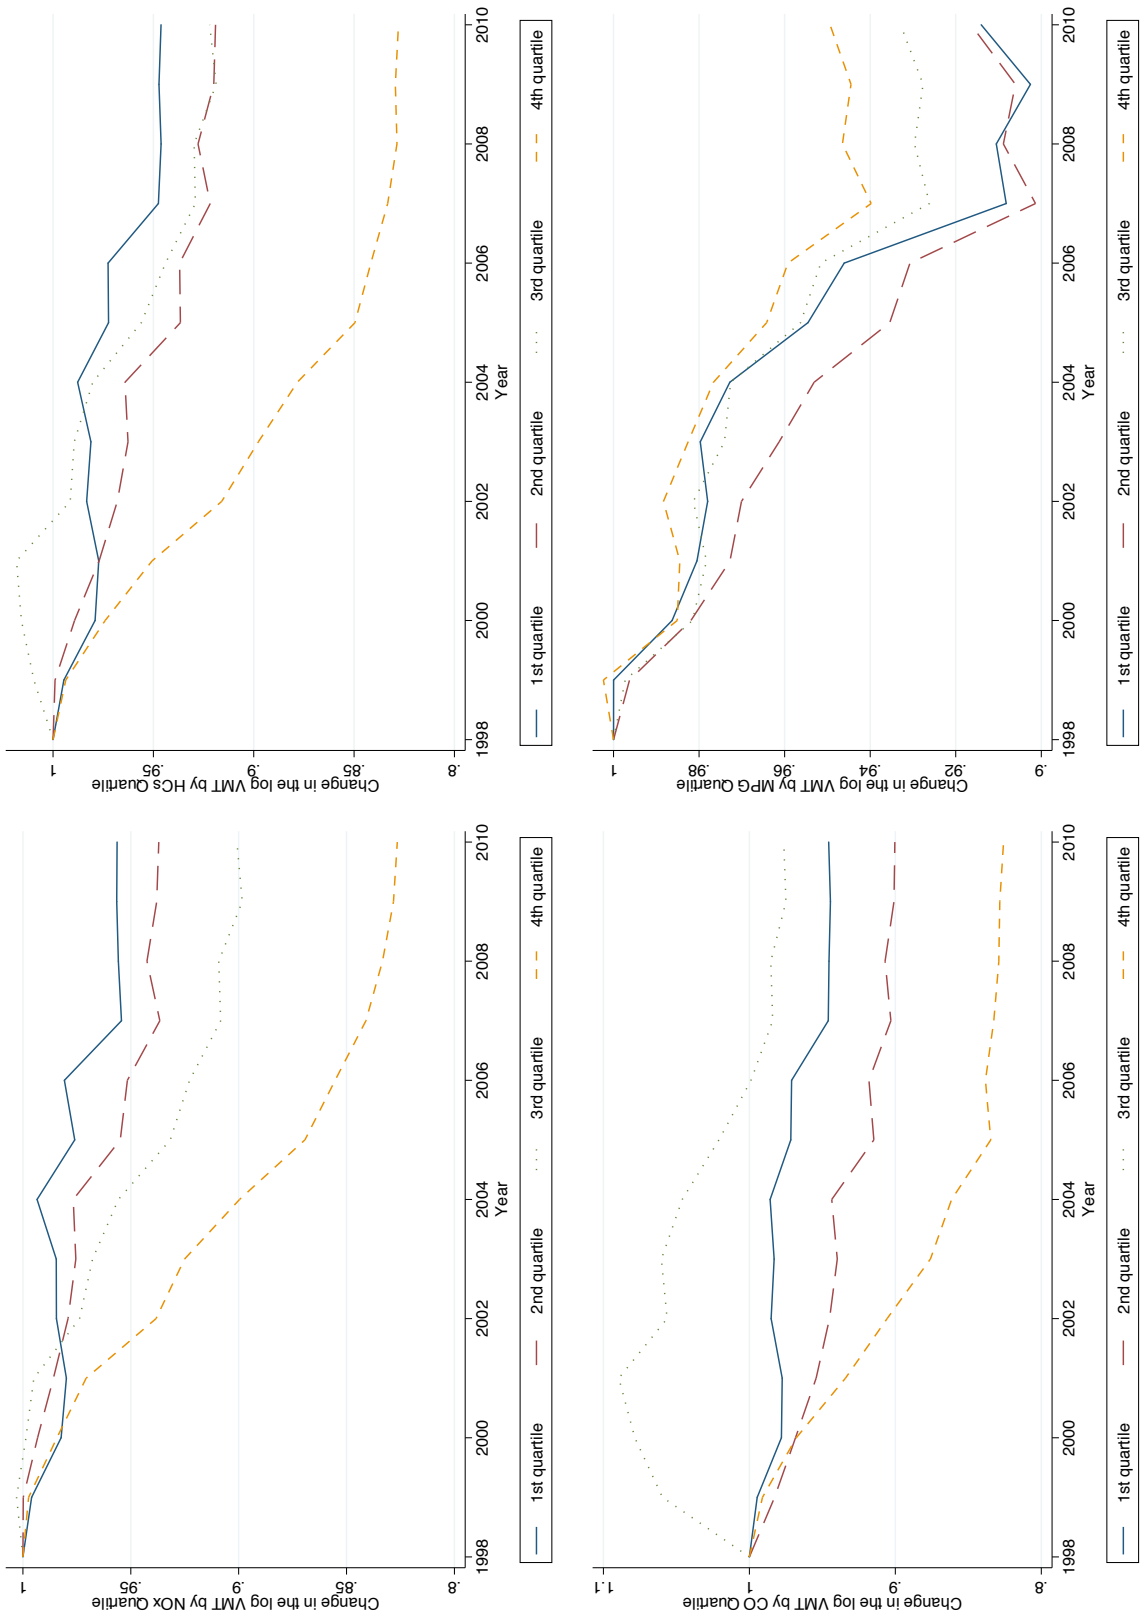 Change in the log VMT by NOx Quartile
1
.95
.9
.85
.8
1998 2000 2002 2004 2006 2008 2010
Year
1st quartile 2nd quartile 3rd quartile 4th quartile
Change in the log VMT by HCs Quartile
1
.95
.9
.85
.8
1998 2000 2002 2004 2006 2008 2010
Year
1st quartile 2nd quartile 3rd quartile 4th quartile
Change in the log VMT by CO Quartile
1.1
1
.9
.8
1998 2000 2002 2004 2006 2008 2010
Year
1st quartile 2nd quartile 3rd quartile 4th quartile
Change in the log VMT by MPG Quartile
1
.98
.96
.94
.92
.9
1998 2000 2002 2004 2006 2008 2010
Year
1st quartile 2nd quartile 3rd quartile 4th quartile